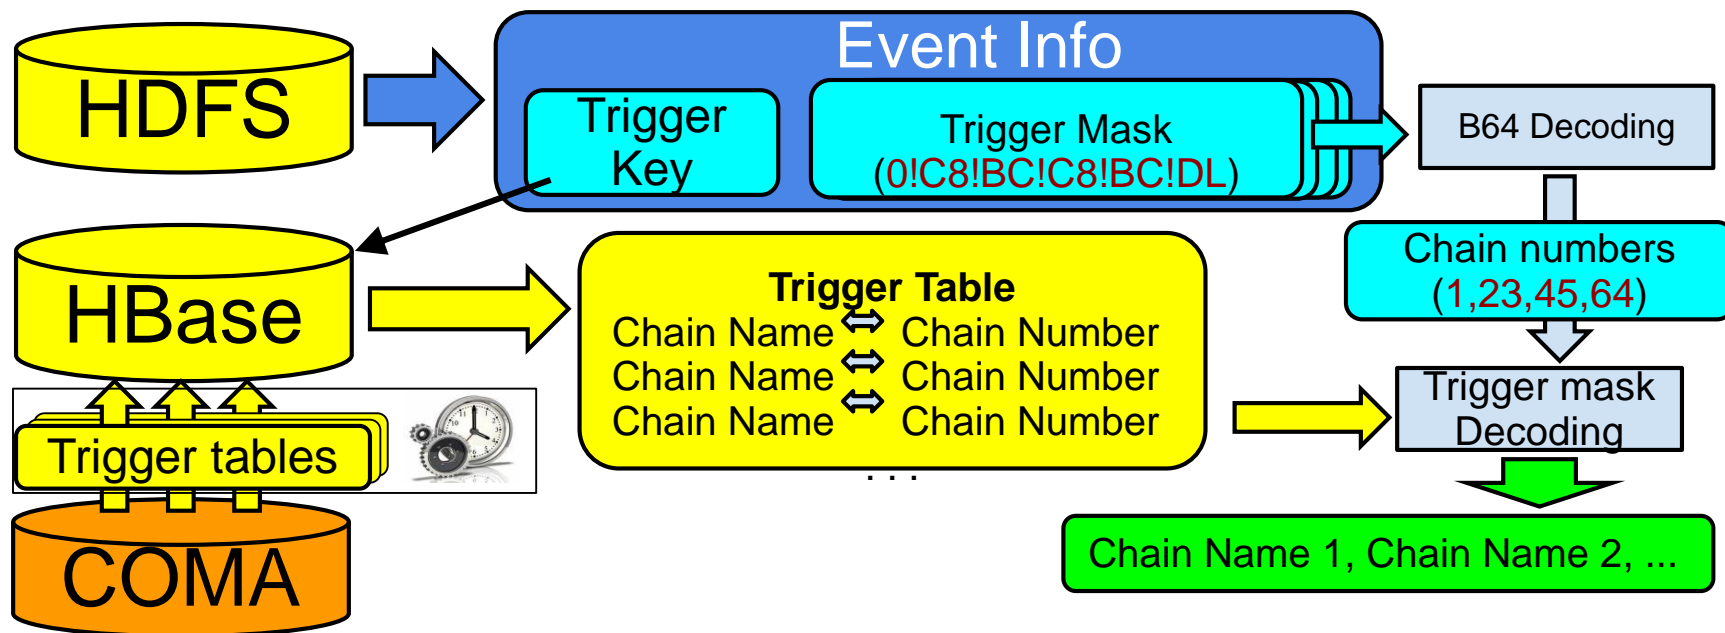 Event Info
HDFS
Trigger
Key
Trigger Mask
(0!C8!BC!C8!BC!DL)
B64 Decoding
HBase
Trigger Table
Chain Name Chain Number
Chain Name Chain Number
Chain Name Chain Number
. . .
Chain numbers
(1,23,45,64)
Trigger mask
Decoding
Trigger tables
COMA
Chain Name 1, Chain Name 2, ...